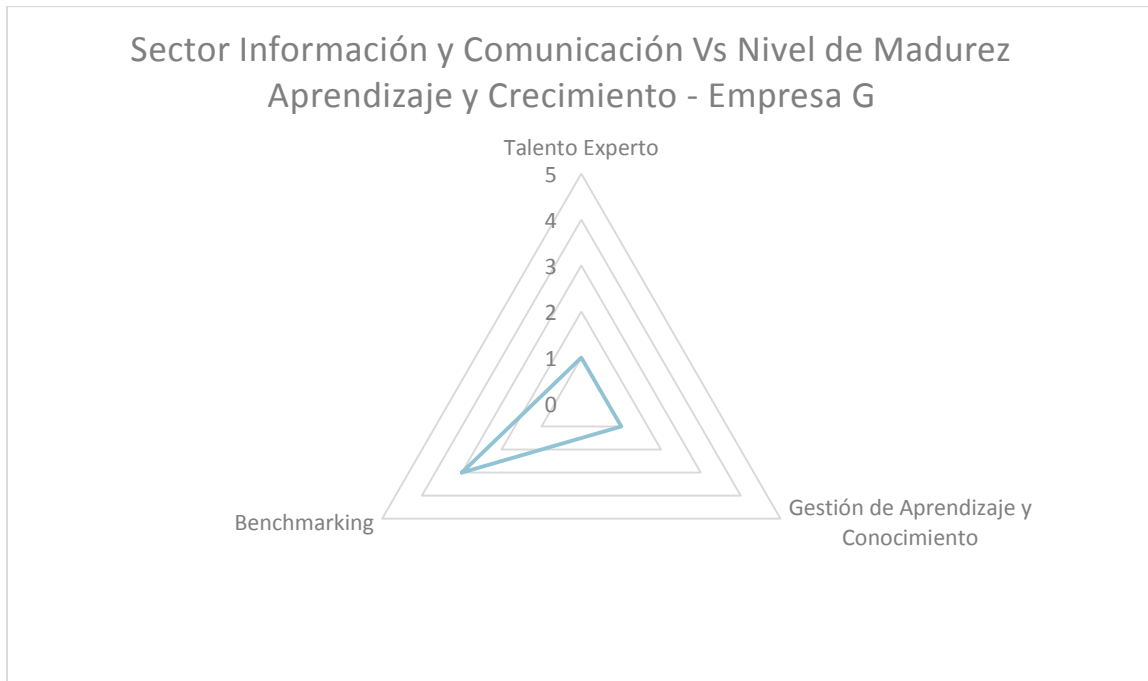 Sector Información y Comunicación Vs Nivel de Madurez
Aprendizaje y Crecimiento - Empresa G
Talento Experto
5
4
3
2
1
0
Gestión de Aprendizaje y
Conocimiento
Benchmarking